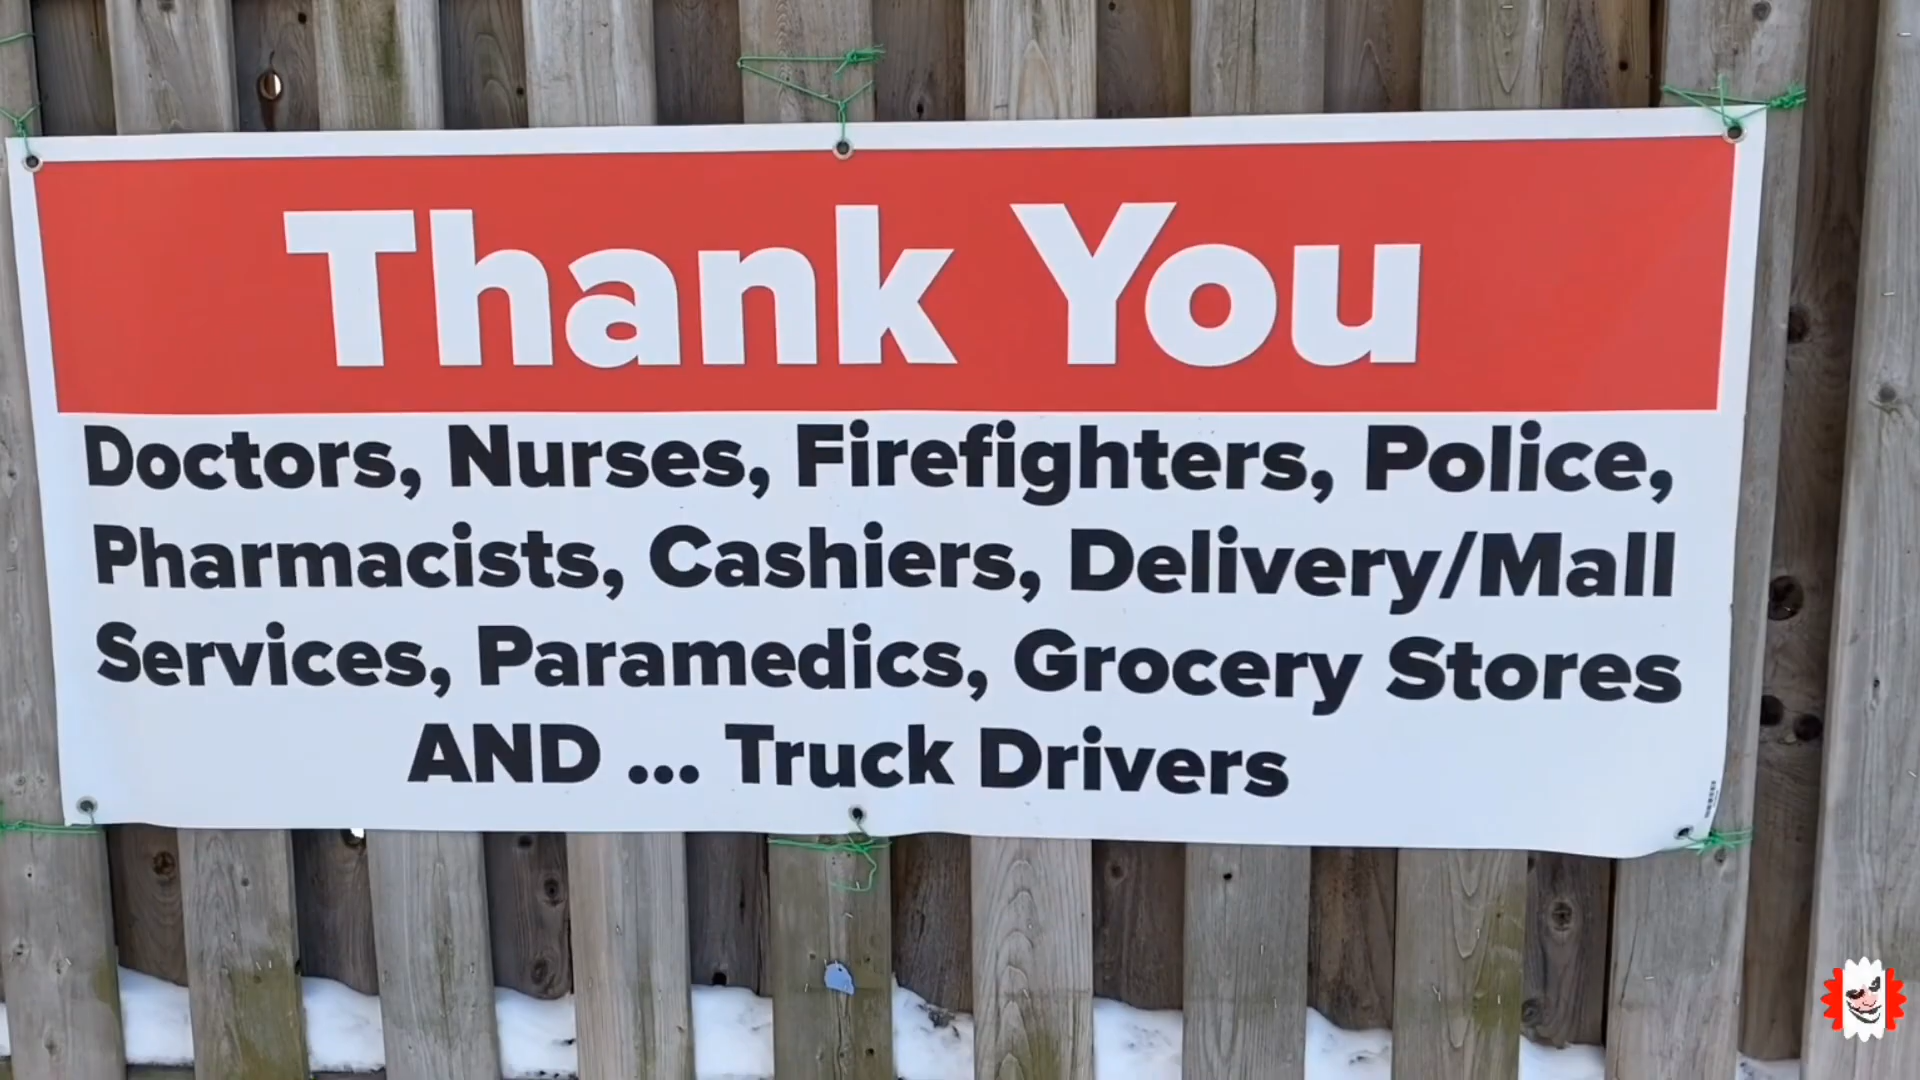 Thank You
Doctors, Nurses, Firefighters, Police,
Pharmacists, Cashiers, Delivery/Mall
Services, Paramedics, Grocery Stores
AND ... Truck Drivers